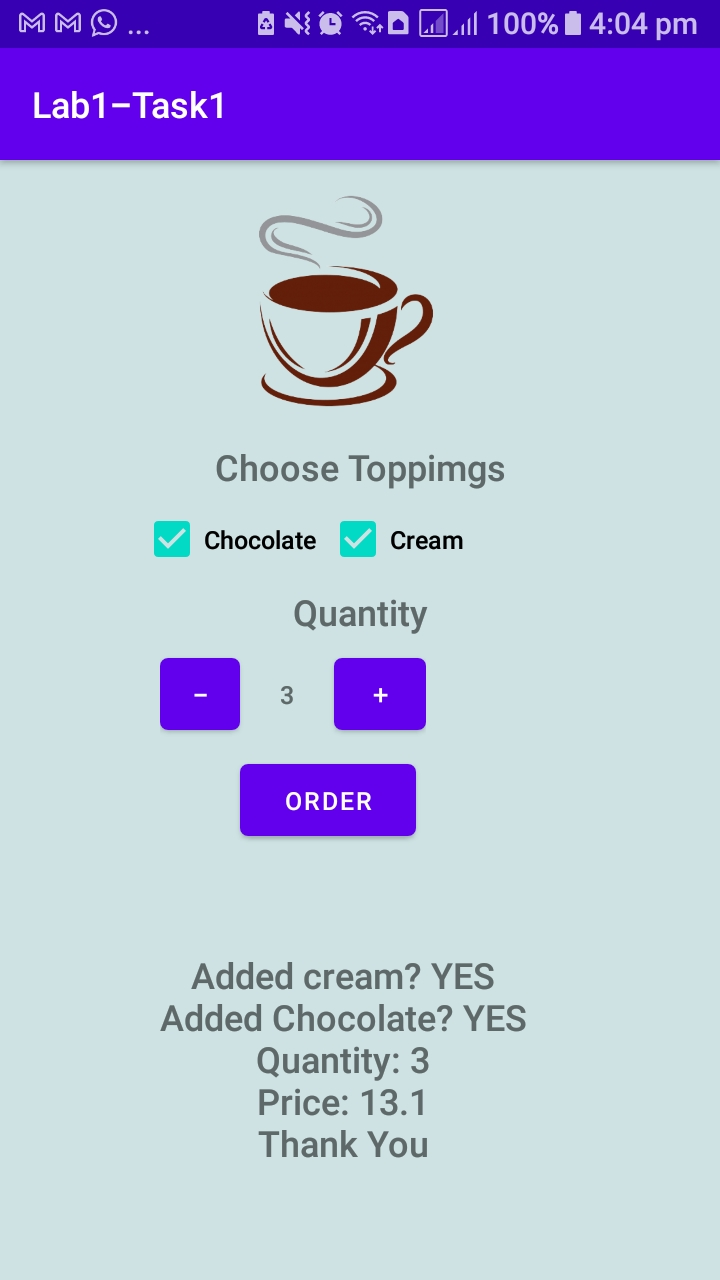 ... 100% 4:04 pm
Lab1-Task1
Choose Toppimgs
Chocolate Cream
Quantity
- 3 +
ORDER
Added cream? YES
Added Chocolate? YES
Quantity: 3
Price: 13.1
Thank You